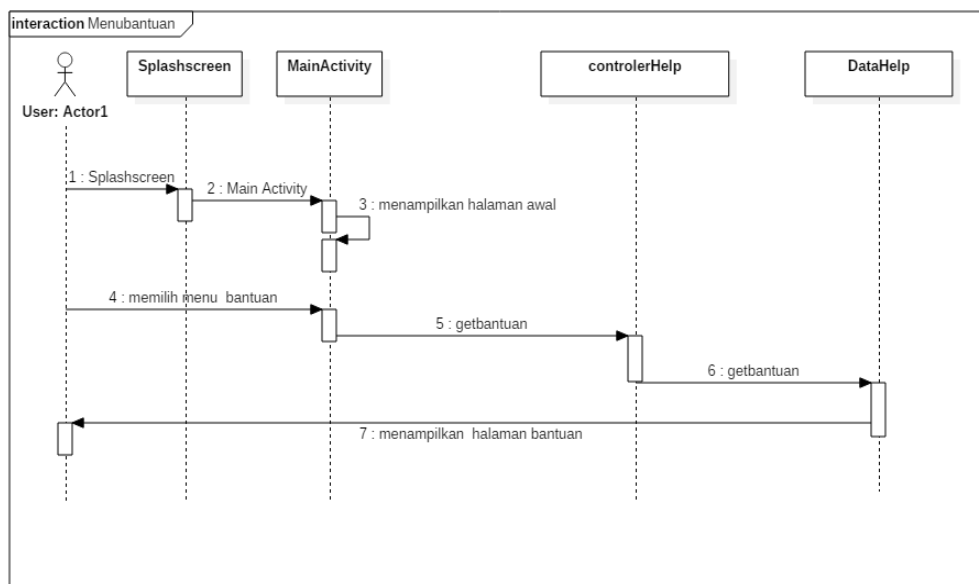 interaction Menubantuan
Splashscreen
MainActivity
controlerHelp
DataHelp
User: Actor1
1 : Splashscreen
2 : Main Activity
3 : menampilkan halaman awal
4 : memilih menu bantuan
5 : getbantuan
6 : getbantuan
7 : menampilkan halaman bantuan